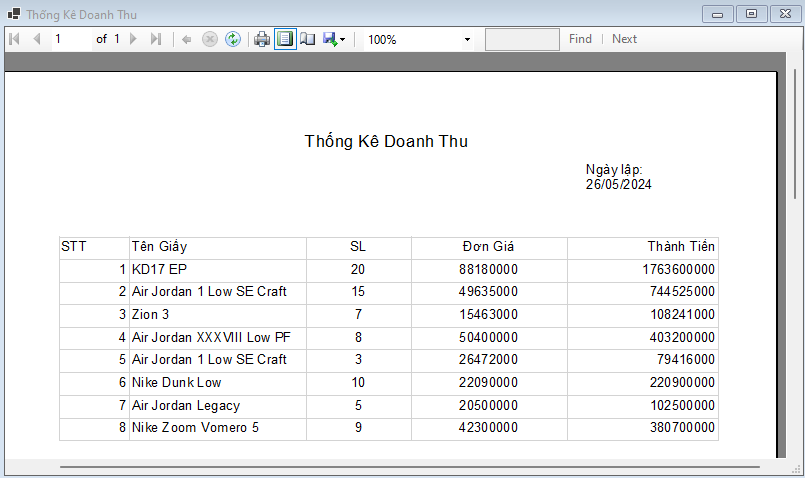 Thống Kê Doanh Thu
1 of 1 100% Find Next
Thống Kê Doanh Thu
Ngày lập:
26/05/2024
STT Tên Giầy SL Đơn Giá Thành Tiến
1 KD17 EP 20 88180000 1763600000
2 Air Jordan 1 Low SE Craft 15 49635000 744525000
3 Zion 3 7 15463000 108241000
4 Air Jordan XXXVIII Low PF 8 50400000 403200000
5 Air Jordan 1 Low SE Craft 3 26472000 79416000
6 Nike Dunk Low 10 22090000 220900000
7 Air Jordan Legacy 5 20500000 102500000
8 Nike Zoom Vomero 5 9 42300000 380700000